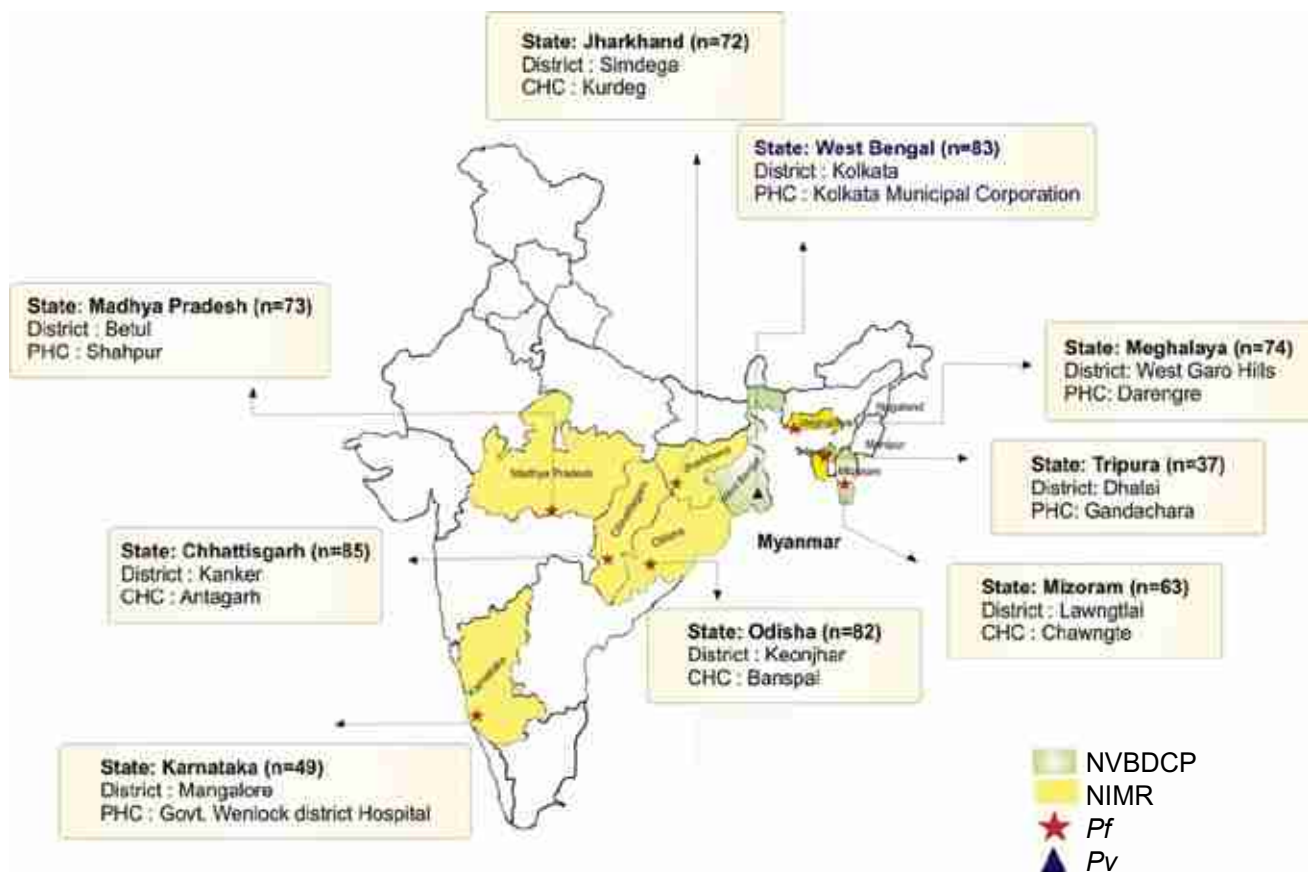 State: Jharkhand (n=72)
District : Simdega
CHC : Kurdeg
State: West Bengal (n=83)
District : Kolkata
PHC : Kolkata Municipal Corporation
State: Madhya Pradesh (n=73)
District : Betul
PHC : Shahpur
State: Meghalaya (n=74)
District: West Garo Hills
PHC: Darengre
Nagaland
Meghalaya
Manipur
Tripura
Mizoram
State: Tripura (n=37)
District: Dhalai
PHC: Gandachara
Madhya Pradesh
Jharkhand
West Bengal
Chhattisgarh
Odisha
Myanmar
State: Chhattisgarh (n=85)
District : Kanker
CHC : Antagarh
State: Mizoram (n=63)
District : Lawngtlai
CHC : Chawngte
State: Odisha (n=82)
District : Keonjhar
CHC : Banspal
Karnataka
State: Karnataka (n=49)
District : Mangalore
PHC : Govt. Wenlock district Hospital
NVBDCP
NIMR
Pf
Pv